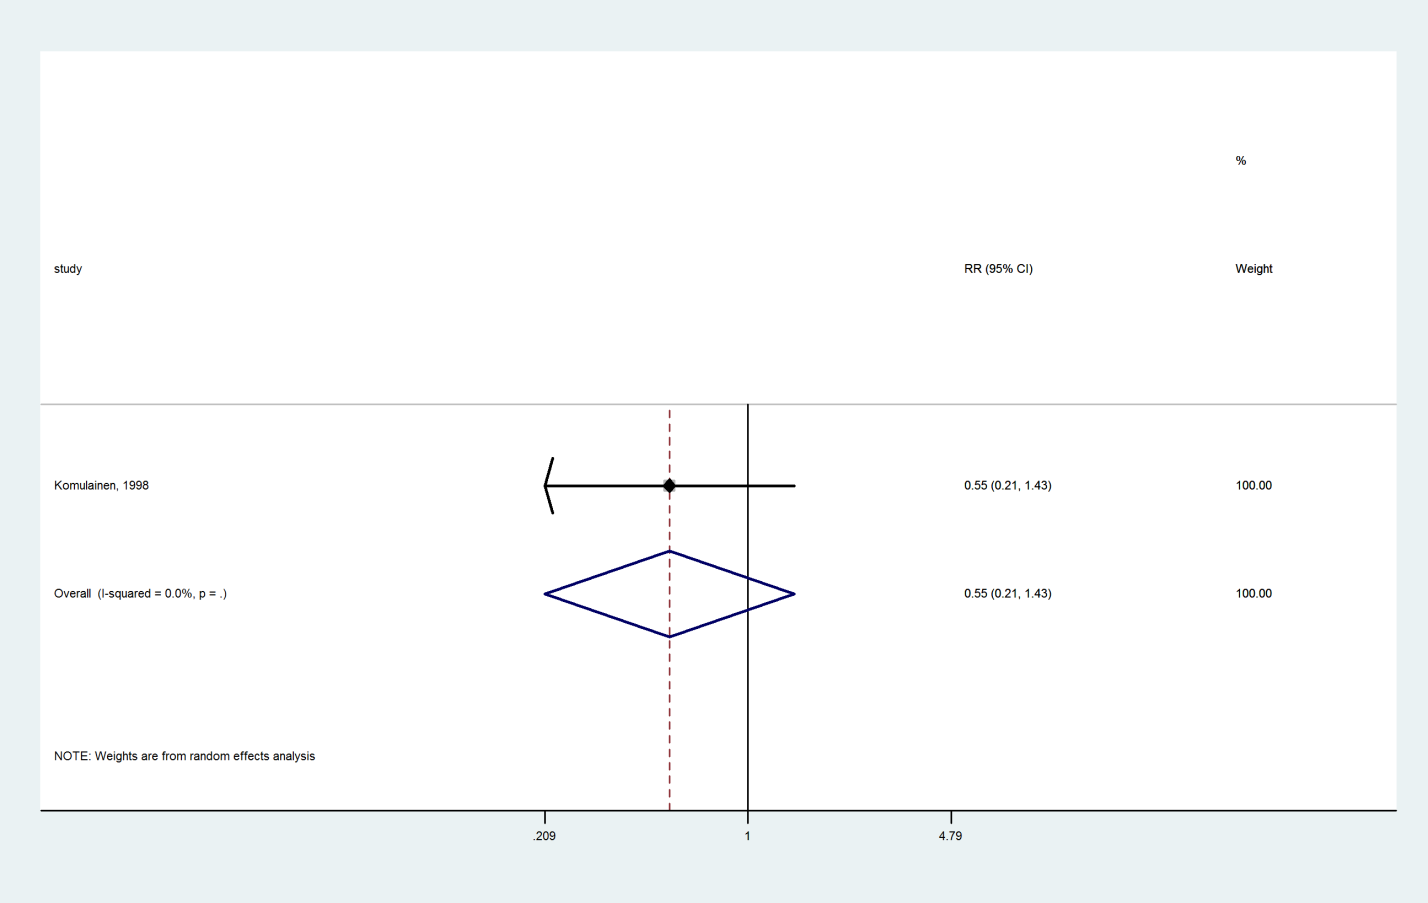 %
study RR (95% CI) Weight
Komulainen, 1998 0.55 (0.21, 1.43) 100.00
Overall  (I-squared = 0.0%, p = .) 0.55 (0.21, 1.43) 100.00
NOTE: Weights are from random effects analysis
.209 1 4.79